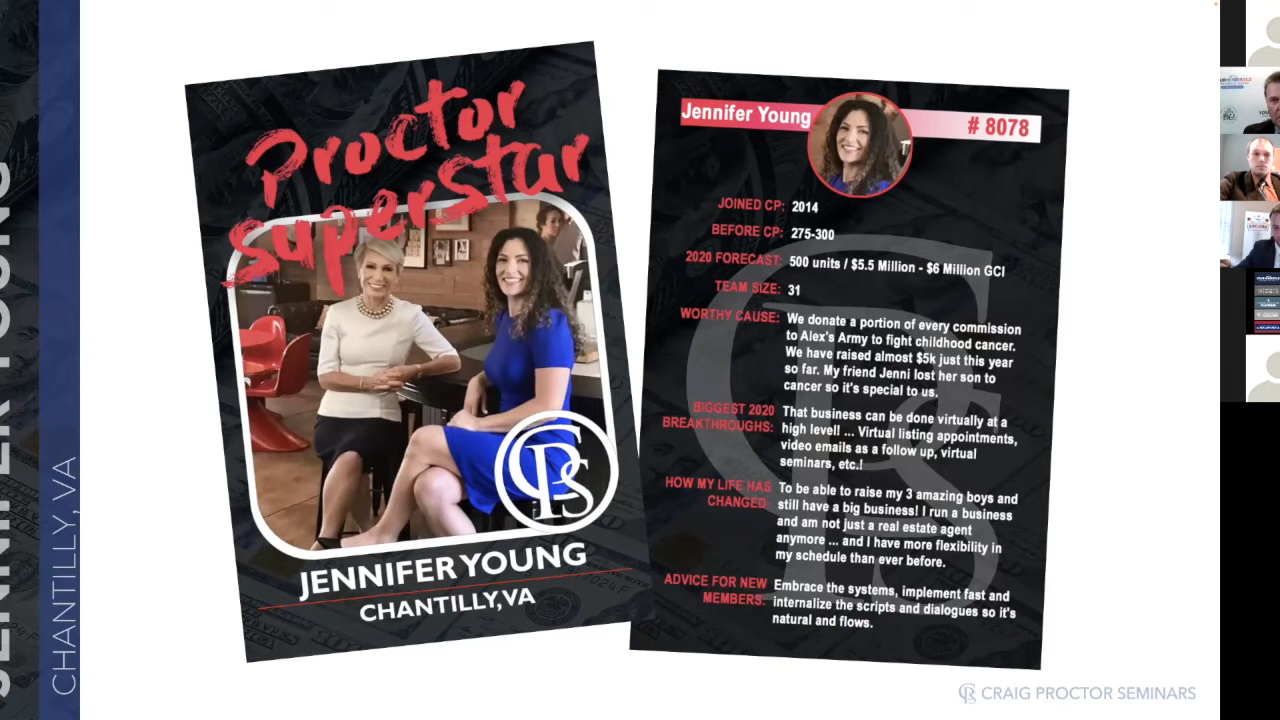 JENNIFER YOUNG
CHANTILLY, VA
Proctor
superstar
CPS
JENNIFER YOUNG
CHANTILLY, VA
Jennifer Young
# 8078
JOINED CP: 2014
BEFORE CP: 275-300
2020 FORECAST: 500 units / $5.5 Million - $6 Million GCI
TEAM SIZE: 31
WORTHY CAUSE: We donate a portion of every commission
to Alex's Army to fight childhood cancer.
We have raised almost $5k just this year
so far. My friend Jenni lost her son to
cancer so it's special to us.
BIGGEST 2020
BREAKTHROUGHS:
That business can be done virtually at a
high level! ... Virtual listing appointments,
video emails as a follow up, virtual
seminars, etc.!
HOW MY LIFE HAS
CHANGED:
To be able to raise my 3 amazing boys and
still have a big business! I run a business
and am not just a real estate agent
anymore ... and I have more flexibility in
my schedule than ever before.
ADVICE FOR NEW
MEMBERS:
Embrace the systems, implement fast and
internalize the scripts and dialogues so it's
natural and flows.
CRAIG PROCTOR SEMINARS